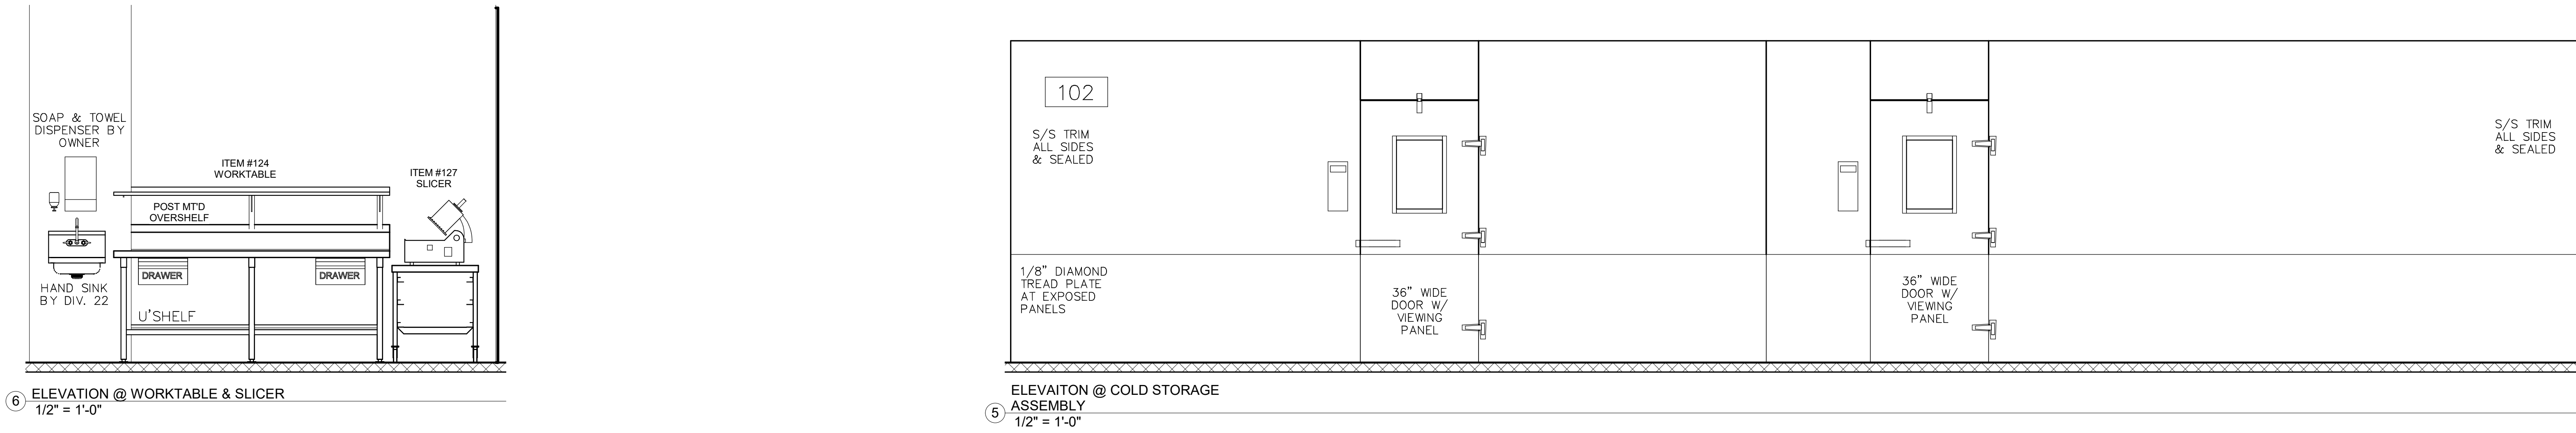 SOAP & TOWEL
DISPENSER BY
OWNER
ITEM #124
WORKTABLE
ITEM #127
SLICER
POST MT'D
OVERSHELF
DRAWER
DRAWER
HAND SINK
BY DIV. 22
U'SHELF
6
ELEVATION @ WORKTABLE & SLICER
1/2" = 1'-0"
102
S/S TRIM
ALL SIDES
& SEALED
S/S TRIM
ALL SIDES
& SEALED
1/8" DIAMOND
TREAD PLATE
AT EXPOSED
PANELS
36" WIDE
DOOR W/
VIEWING
PANEL
36" WIDE
DOOR W/
VIEWING
PANEL
5
ELEVAITON @ COLD STORAGE
ASSEMBLY
1/2" = 1'-0"